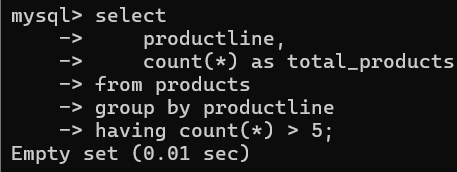 mysql> select
    ->     productline,
    ->     count(*) as total_products
    -> from products
    -> group by productline
    -> having count(*) > 5;
Empty set (0.01 sec)